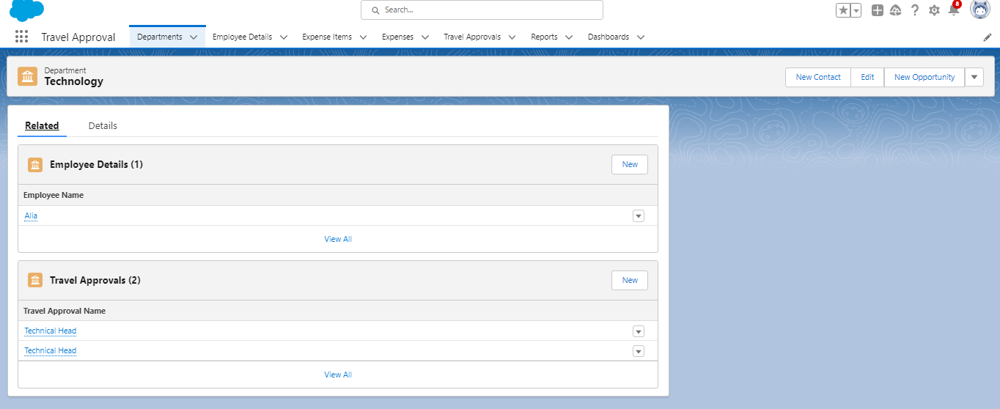 Search...
8
Travel Approval
Departments
Employee Details
Expense Items
Expenses
Travel Approvals
Reports
Dashboards
Department
Technology
New Contact
Edit
New Opportunity
Related
Details
Employee Details (1)
New
Employee Name
Alia
View All
Travel Approvals (2)
New
Travel Approval Name
Technical Head
Technical Head
View All